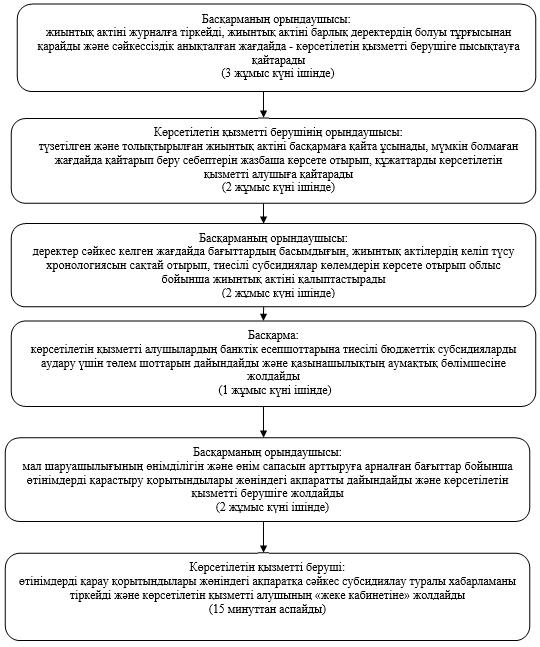 Басқарманың орындаушысы:
жиынтық актіні журналға тіркейді, жиынтық актіні барлық деректердің болуы тұрғысынан
қарайды және сәйкессіздік анықталған жағдайда - көрсетілетін қызметті берушіге пысықтауға
қайтарады
(3 жұмыс күні ішінде)
Көрсетілетін қызметті берушінің орындаушысы:
түзетілген және толықтырылған жиынтық актіні басқармаға қайта ұсынады, мүмкін болмаған
жағдайда қайтарып беру себептерін жазбаша көрсете отырып, құжаттарды көрсетілетін
қызметті алушыға қайтарады
(2 жұмыс күні ішінде)
Басқарманың орындаушысы:
деректер сәйкес келген жағдайда бағыттардың басымдығын, жиынтық актілердің келіп түсу
хронологиясын сақтай отырып, тиесілі субсидиялар көлемдерін көрсете отырып облыс
бойынша жиынтық актіні қалыптастырады
(2 жұмыс күні ішінде)
Басқарма:
көрсетілетін қызметті алушылардың банктік есепшоттарына тиесілі бюджеттік субсидияларды
аудару үшін төлем шоттарын дайындайды және қазынашылықтың аумақтық бөлімшесіне
жолдайды
(1 жұмыс күні ішінде)
Басқарманың орындаушысы:
мал шаруашылығының өнімділігін және өнім сапасын арттыруға арналған бағыттар бойынша
өтінімдерді қарастыру қорытындылары жөніндегі ақпаратты дайындайды және көрсетілетін
қызметті берушіге жолдайды
(2 жұмыс күні ішінде)
Көрсетілетін қызметті беруші:
өтінімдерді қарау қорытындылары жөніндегі ақпаратқа сәйкес субсидиялау туралы хабарламаны
тіркейді және көрсетілетін қызметті алушының «жеке кабинетіне» жолдайды
(15 минуттан аспайды)